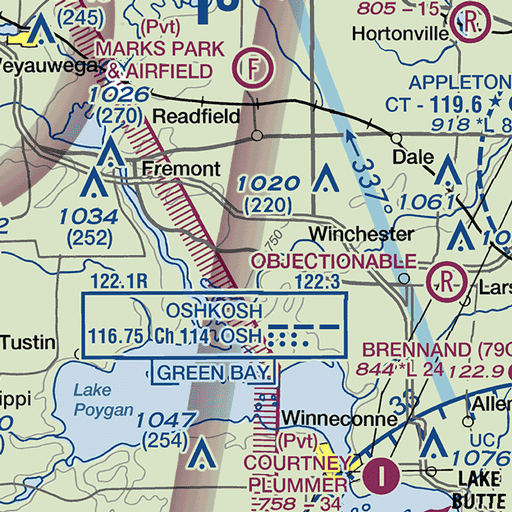 (245)
(Pvt)
MARKS PARK
& AIRFIELD
F
805 - 15
Hortonville
R
Weyauwega
1026
(270)
Readfield
APPLETON
CT - 119.6
918 *L 8
Dale
Fremont
337°
1020
(220)
1061
1034
(252)
750
Winchester
OBJECTIONABLE
R
Lars
122.1R
122.3
OSHKOSH
116.75 Ch 114 OSH
GREEN BAY
Tustin
BRENNAND (79C
844 *L 24 122.9
Lake
Poygan
ippi
33
Allen
1047
(254)
Winneconne
(Pvt)
COURTNEY
PLUMMER
758 - 34
I
UC
1076
LAKE
BUTTE